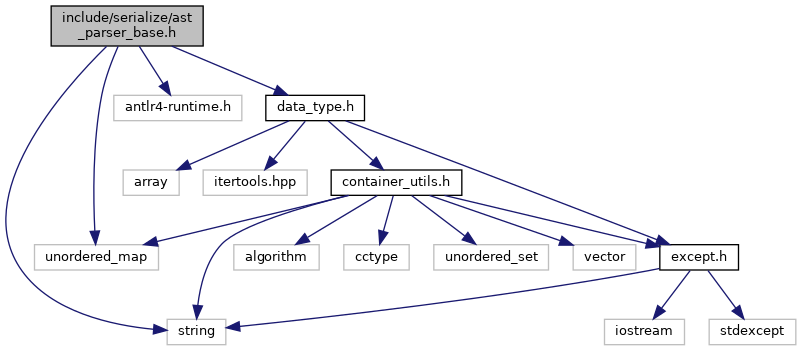 include/serialize/ast
_parser_base.h
antlr4-runtime.h
data_type.h
array
itertools.hpp
container_utils.h
unordered_map
algorithm
cctype
unordered_set
vector
except.h
string
iostream
stdexcept